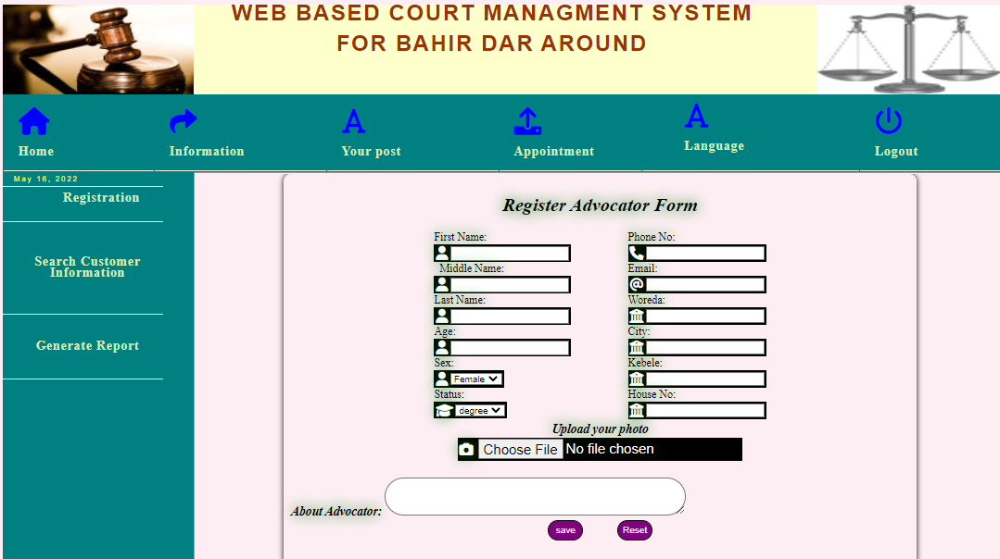 WEB BASED COURT MANAGMENT SYSTEM
FOR BAHIR DAR AROUND
Home
Information
Your post
Appointment
Language
Logout
May 16, 2022
Registration
Search Customer
Information
Generate Report
Register Advocator Form
First Name:
Phone No:
Middle Name:
Email:
Last Name:
Woreda:
Age:
City:
Sex:
Kebele:
Female
Status:
House No:
degree
Upload your photo
Choose File No file chosen
About Advocator:
save
Reset